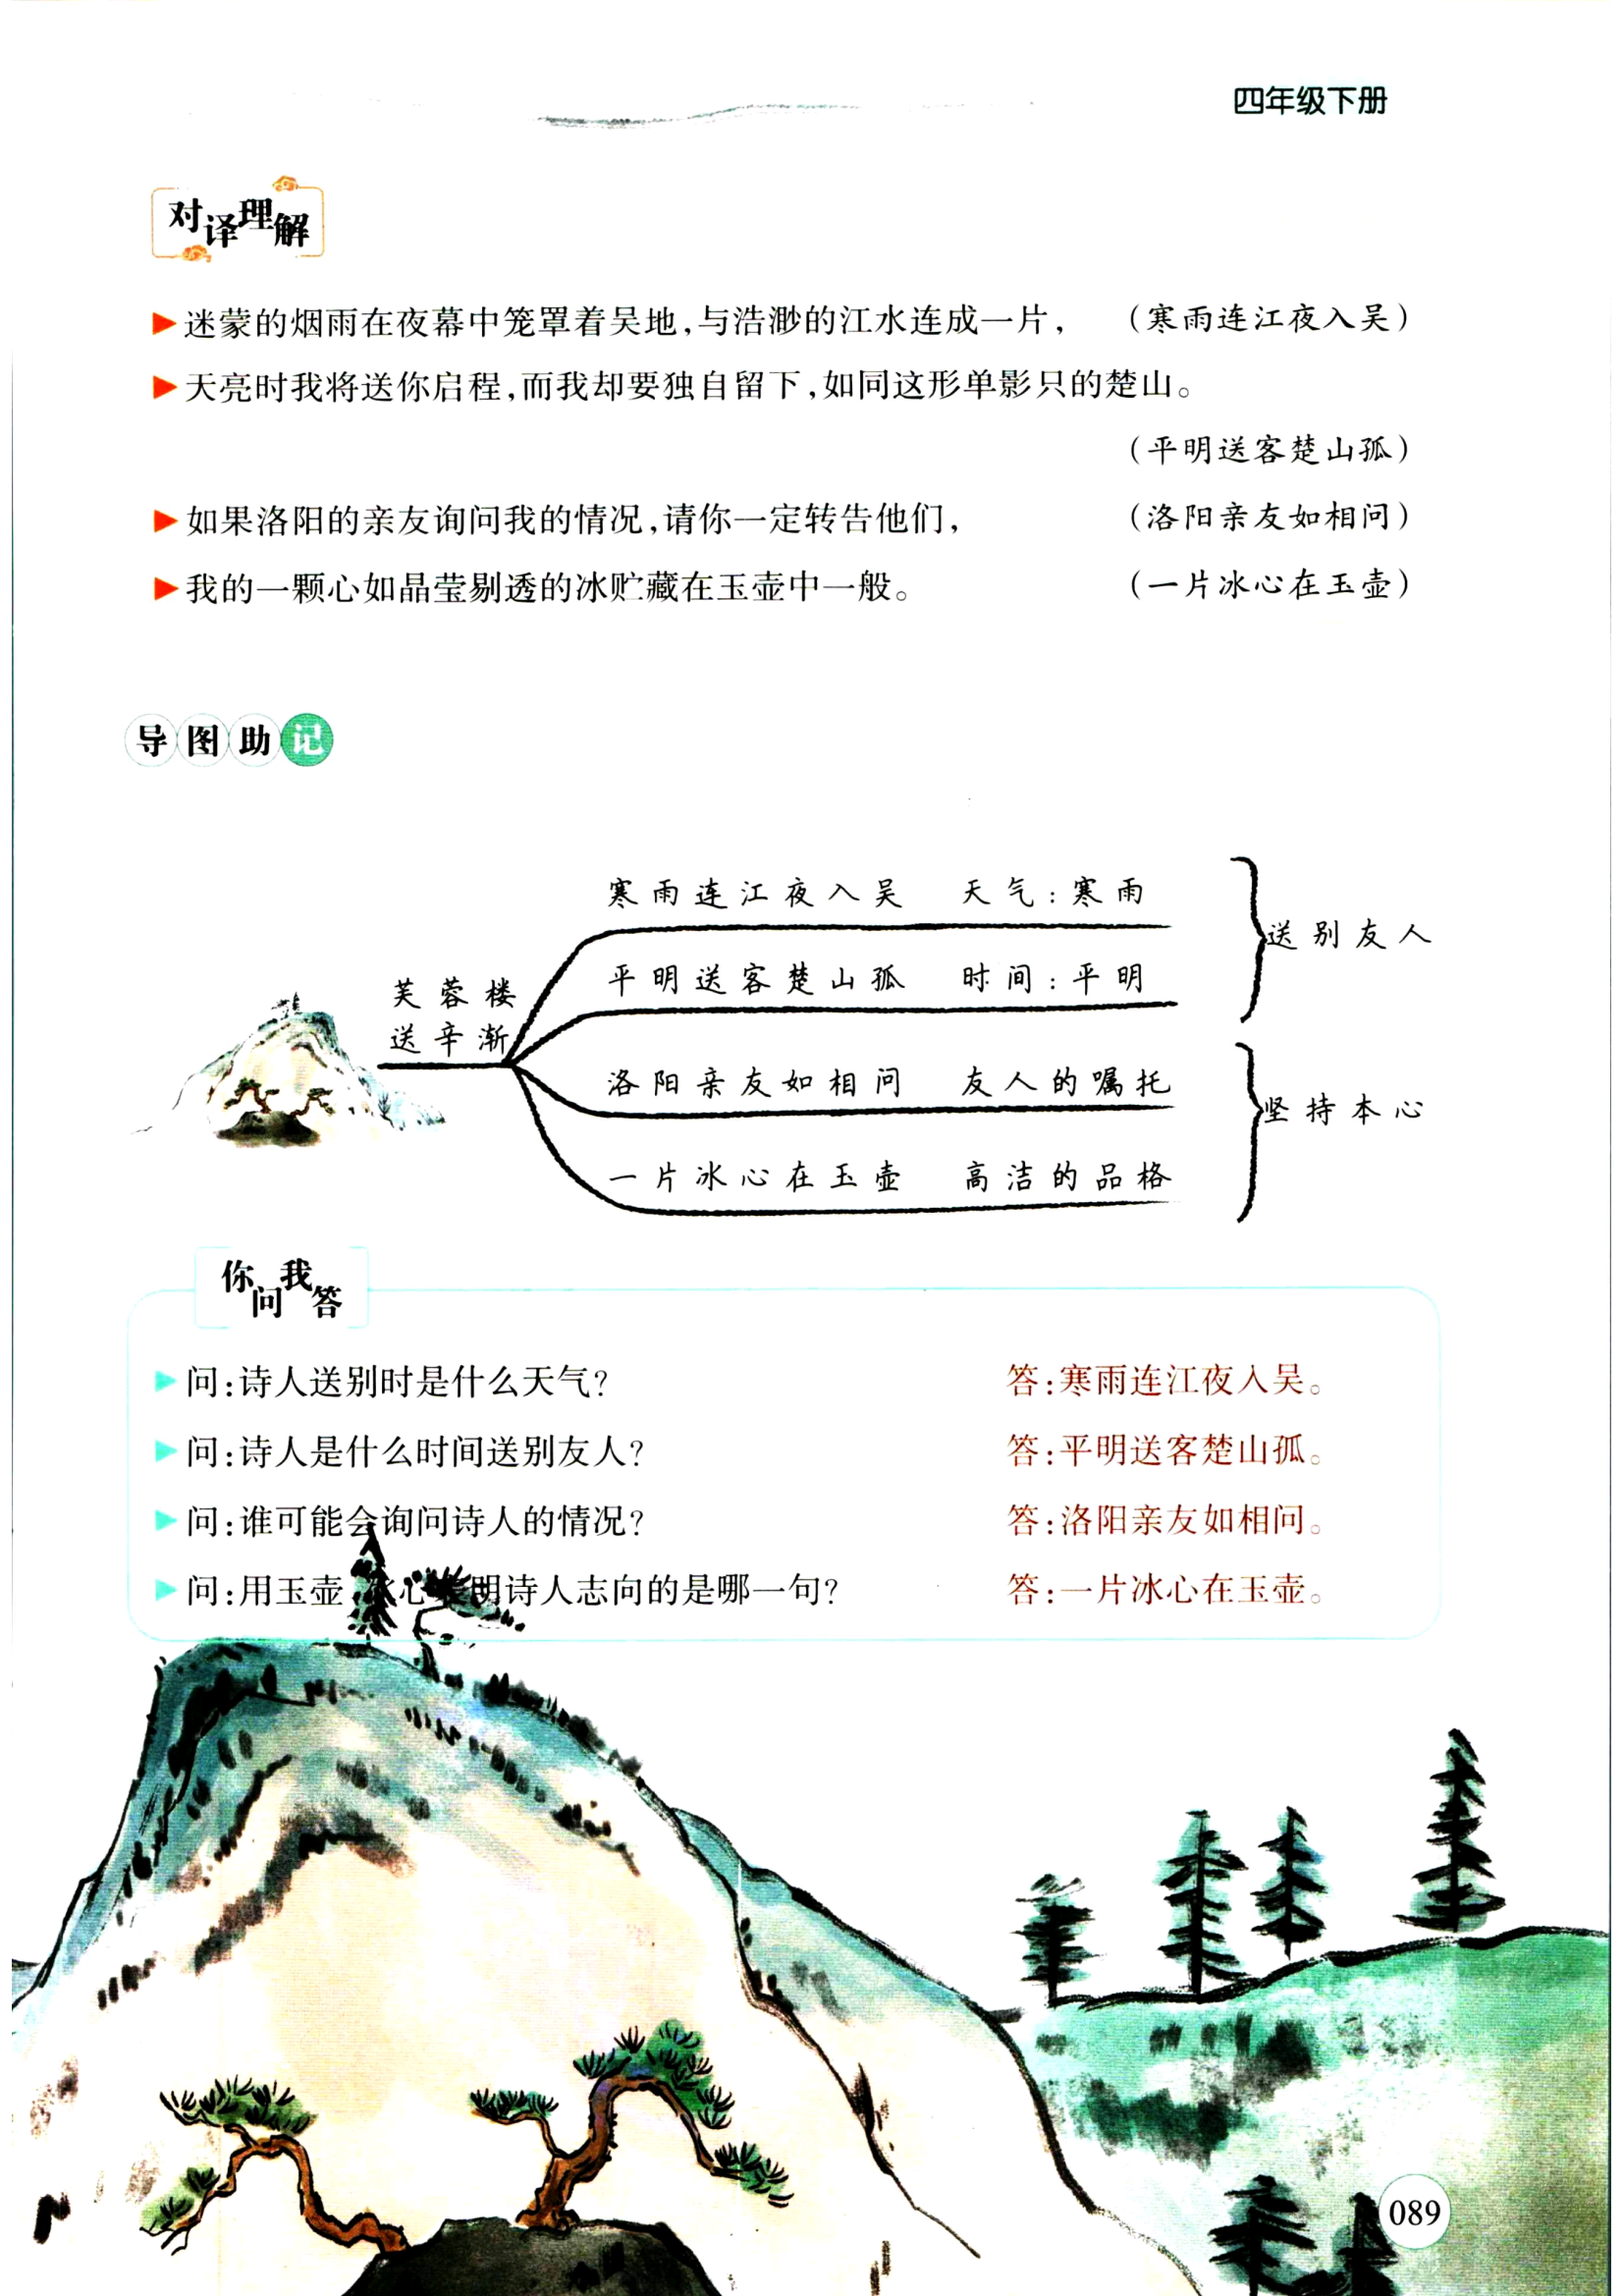 四年级下册
对译理解
迷蒙的烟雨在夜幕中笼罩着吴地,与浩渺的江水连成一片, (寒雨连江夜入吴)
天亮时我将送你启程,而我却要独自留下,如同这形单影只的楚山。
(平明送客楚山孤)
如果洛阳的亲友询问我的情况,请你一定转告他们, (洛阳亲友如相问)
我的一颗心如晶莹剔透的冰贮藏在玉壶中一般。 (一片冰心在玉壶)
导图助记
芙蓉楼
送辛渐
寒雨连江夜入吴 天气:寒雨
平明送客楚山孤 时间:平明
送别友人
洛阳亲友如相问 友人的嘱托
一片冰心在玉壶 高洁的品格
坚持本心
你问我答
问:诗人送别时是什么天气? 答:寒雨连江夜入吴。
问:诗人是什么时间送别友人? 答:平明送客楚山孤。
问:谁可能会询问诗人的情况? 答:洛阳亲友如相问。
问:用玉壶 心 明诗人志向的是哪一句? 答:一片冰心在玉壶。
089